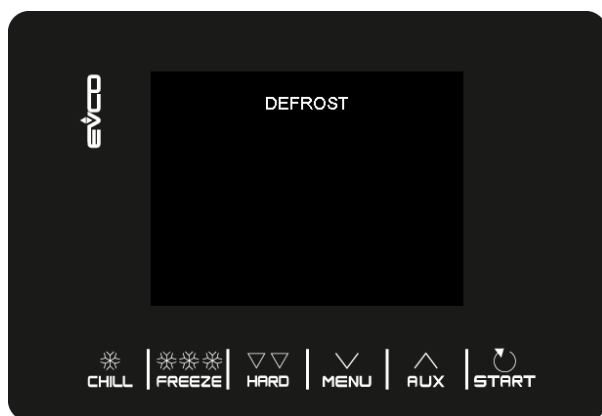 EVCO
DEFROST
CHILL
FREEZE
HARD
MENU
AUX
START